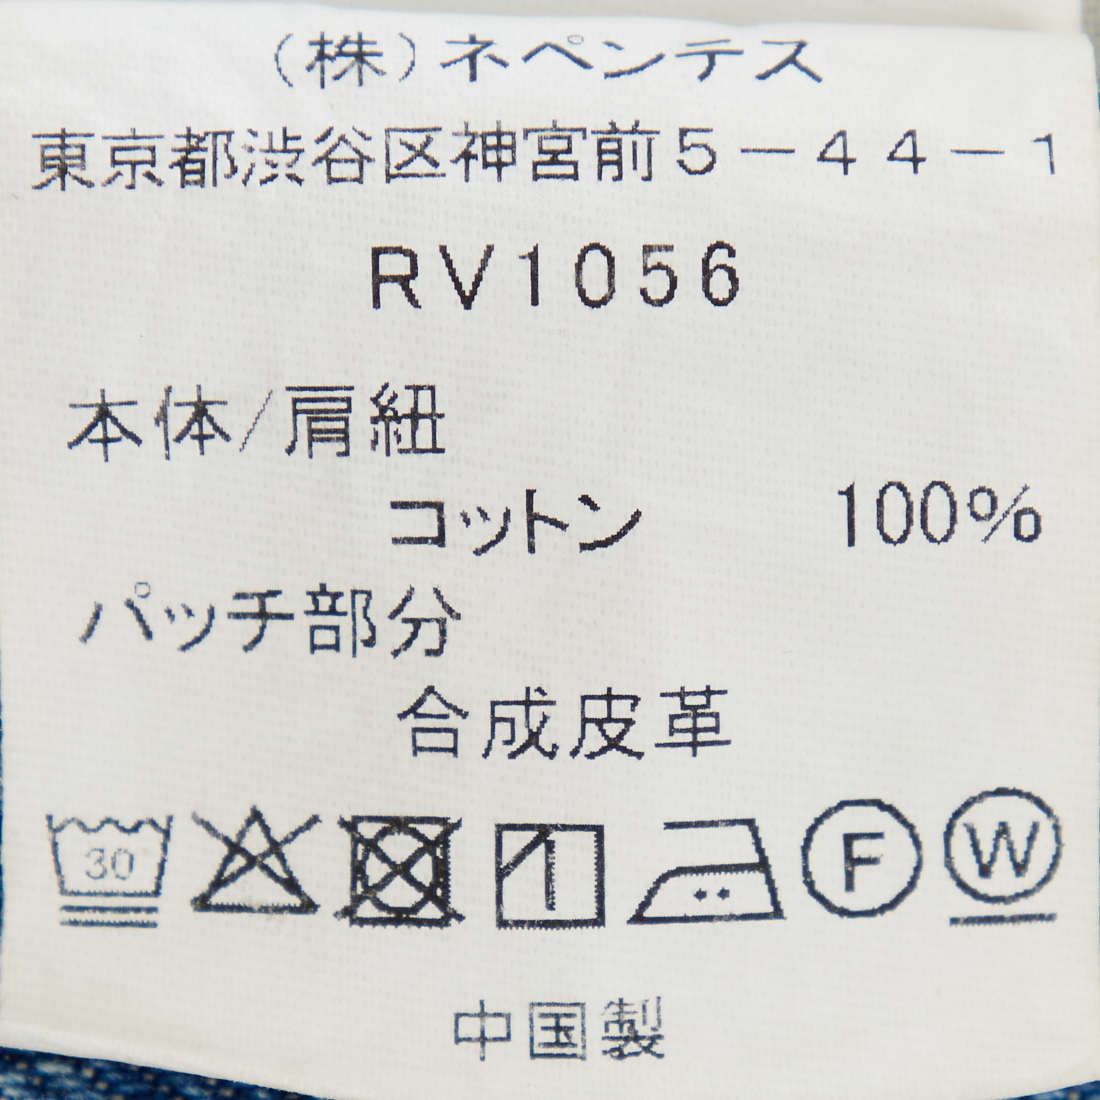 （株）ネペンテス
東京都渋谷区神宮前５－４４－１
RV1056
本体/肩紐
コットン 100%
パッチ部分
合成皮革
30 F W
中国製